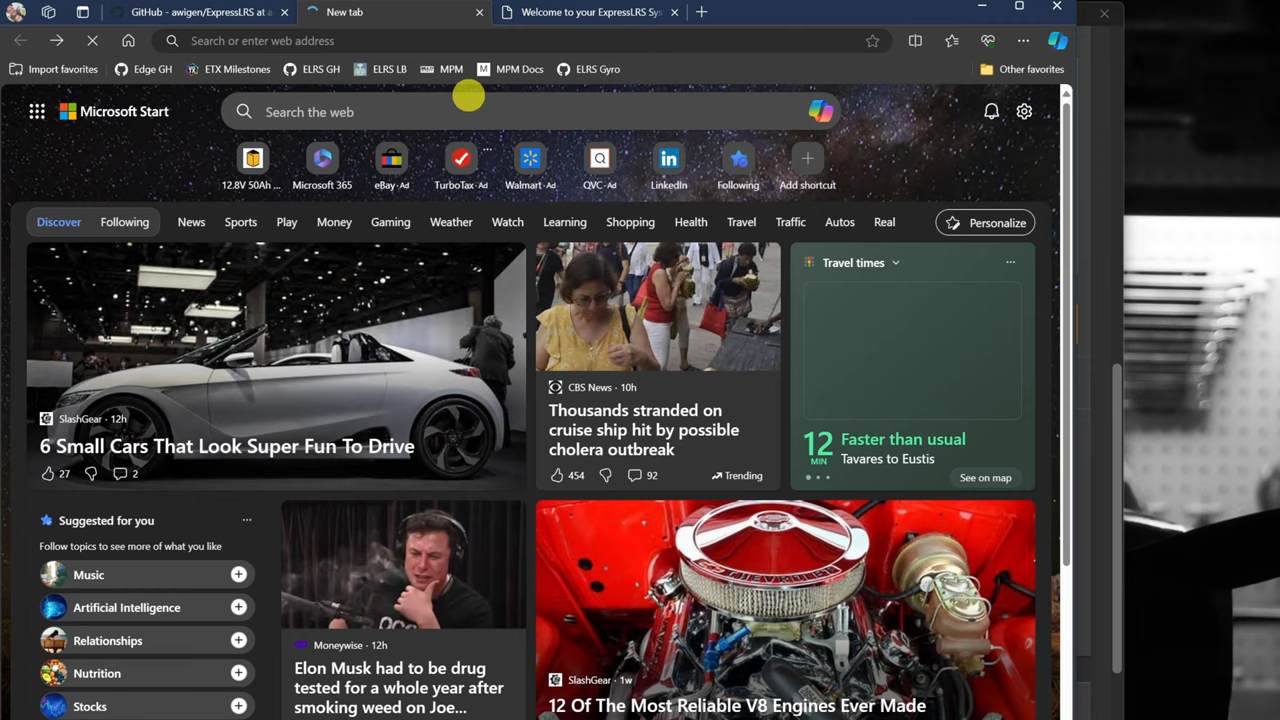 GitHub - awigen/ExpressLRS at a
New tab
Welcome to your ExpressLRS Sys
Search or enter web address
Import favorites
Edge GH
ETX Milestones
ELRS GH
ELRS LB
MPM
MPM Docs
ELRS Gyro
Other favorites
Microsoft Start
Search the web
12.8V 50Ah ...
Microsoft 365
eBay · Ad
TurboTax · Ad
Walmart · Ad
QVC · Ad
LinkedIn
Following
Add shortcut
Discover
Following
News
Sports
Play
Money
Gaming
Weather
Watch
Learning
Shopping
Health
Travel
Traffic
Autos
Real
Personalize
SlashGear · 12h
6 Small Cars That Look Super Fun To Drive
27
2
CBS News · 10h
Thousands stranded on
cruise ship hit by possible
cholera outbreak
454
92
Trending
Travel times
12
MIN
Faster than usual
Tavares to Eustis
See on map
Suggested for you
Follow topics to see more of what you like
Music
Artificial Intelligence
Relationships
Nutrition
Stocks
Moneywise · 12h
Elon Musk had to be drug
tested for a whole year after
smoking weed on Joe...
CHEVROLET
SlashGear · 1w
12 Of The Most Reliable V8 Engines Ever Made